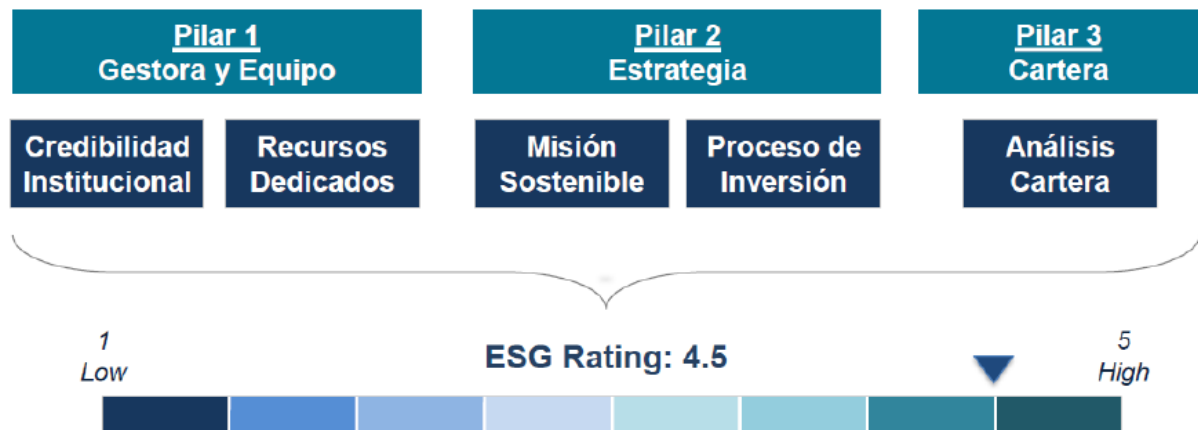 Pilar 1
Gestora y Equipo
Pilar 2
Estrategia
Pilar 3
Cartera
Credibilidad
Institucional
Recursos
Dedicados
Misión
Sostenible
Proceso de
Inversión
Análisis
Cartera
1
Low
ESG Rating: 4.5
5
High